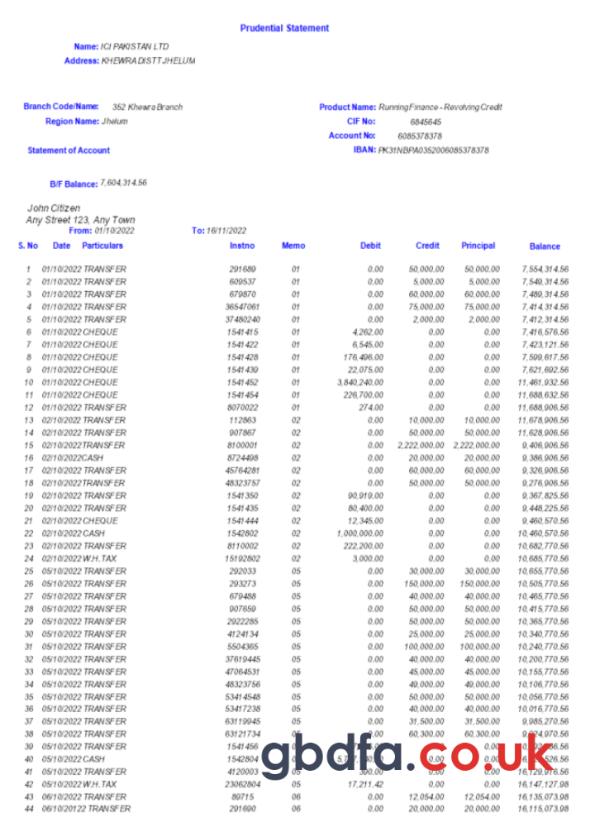 Prudential Statement
Name: ICI PAKISTAN LTD
Address: KHEWRA DISTT JHELUM
Branch Code/Name: 352 Khewra Branch Product Name: Running Finance - Revolving Credit
Region Name: Jhelum CIF No: 6845645
Account No: 6085378378
Statement of Account IBAN: PK31NBPA0352006085378378
B/F Balance: 7,604,314.56
John Citizen
Any Street 123, Any Town
From: 01/10/2022 To: 16/11/2022
S. No Date Particulars Instno Memo Debit Credit Principal Balance
1 01/10/2022 TRANSFER 291689 01 0.00 50,000.00 50,000.00 7,554,314.56
2 01/10/2022 TRANSFER 609537 01 0.00 5,000.00 5,000.00 7,549,314.56
3 01/10/2022 TRANSFER 679870 01 0.00 60,000.00 60,000.00 7,489,314.56
4 01/10/2022 TRANSFER 36547061 01 0.00 75,000.00 75,000.00 7,414,314.56
5 01/10/2022 TRANSFER 37480240 01 0.00 2,000.00 2,000.00 7,412,314.56
6 01/10/2022 CHEQUE 1541415 01 4,262.00 0.00 0.00 7,416,576.56
7 01/10/2022 CHEQUE 1541422 01 6,545.00 0.00 0.00 7,423,121.56
8 01/10/2022 CHEQUE 1541428 01 176,496.00 0.00 0.00 7,599,617.56
9 01/10/2022 CHEQUE 1541439 01 22,075.00 0.00 0.00 7,621,692.56
10 01/10/2022 CHEQUE 1541452 01 3,840,240.00 0.00 0.00 11,461,932.56
11 01/10/2022 CHEQUE 1541454 01 226,700.00 0.00 0.00 11,688,632.56
12 01/10/2022 TRANSFER 8070022 01 274.00 0.00 0.00 11,688,906.56
13 02/10/2022 TRANSFER 112863 02 0.00 10,000.00 10,000.00 11,678,906.56
14 02/10/2022 TRANSFER 907867 02 0.00 50,000.00 50,000.00 11,628,906.56
15 02/10/2022TRANSFER 8100001 02 0.00 2,222,000.00 2,222,000.00 9,406,906.56
16 02/10/2022CASH 8724498 02 0.00 20,000.00 20,000.00 9,386,906.56
17 02/10/2022 TRANSFER 45764281 02 0.00 60,000.00 60,000.00 9,326,906.56
18 02/10/2022 TRANSFER 48323757 02 0.00 50,000.00 50,000.00 9,276,906.56
19 02/10/2022 TRANSFER 1541350 02 90,919.00 0.00 0.00 9,367,825.56
20 02/10/2022 TRANSFER 1541435 02 80,400.00 0.00 0.00 9,448,225.56
21 02/10/2022 CHEQUE 1541444 02 12,345.00 0.00 0.00 9,460,570.56
22 02/10/2022 CASH 1542802 02 1,000,000.00 0.00 0.00 10,460,570.56
23 02/10/2022 TRANSFER 8110002 02 222,200.00 0.00 0.00 10,682,770.56
24 02/10/2022 W.H. TAX 15192802 02 3,000.00 0.00 0.00 10,685,770.56
25 05/10/2022 TRANSFER 292033 05 0.00 30,000.00 30,000.00 10,655,770.56
26 05/10/2022 TRANSFER 293273 05 0.00 150,000.00 150,000.00 10,505,770.56
27 05/10/2022 TRANSFER 679488 05 0.00 40,000.00 40,000.00 10,465,770.56
28 05/10/2022 TRANSFER 907659 05 0.00 50,000.00 50,000.00 10,415,770.56
29 05/10/2022 TRANSFER 2922285 05 0.00 50,000.00 50,000.00 10,365,770.56
30 05/10/2022 TRANSFER 4124134 05 0.00 25,000.00 25,000.00 10,340,770.56
31 05/10/2022 TRANSFER 5504365 05 0.00 100,000.00 100,000.00 10,240,770.56
32 05/10/2022 TRANSFER 37619445 05 0.00 40,000.00 40,000.00 10,200,770.56
33 05/10/2022 TRANSFER 47064531 05 0.00 45,000.00 45,000.00 10,155,770.56
34 05/10/2022 TRANSFER 48323756 05 0.00 49,000.00 49,000.00 10,106,770.56
35 05/10/2022 TRANSFER 53414548 05 0.00 50,000.00 50,000.00 10,056,770.56
36 05/10/2022 TRANSFER 53417238 05 0.00 40,000.00 40,000.00 10,016,770.56
37 05/10/2022 TRANSFER 63119945 05 0.00 31,500.00 31,500.00 9,985,270.56
38 05/10/2022 TRANSFER 63121734 05 0.00 60,300.00 60,300.00
39 05/10/2022 TRANSFER 1541456 0.00 0.00
40 05/10/2022 CASH 1542804 05
41 05/10/2022 TRANSFER 4120003 05 0.00 16,129,916.56
42 05/10/2022 W.H. TAX 23062804 05 17,211.42 0.00 0.00 16,147,127.98
43 06/10/2022 TRANSFER 89715 06 0.00 12,054.00 12,054.00 16,135,073.98
44 06/10/20122 TRANSFER 291690 06 0.00 20,000.00 20,000.00 16,115,073.98
gbdfa.co.uk